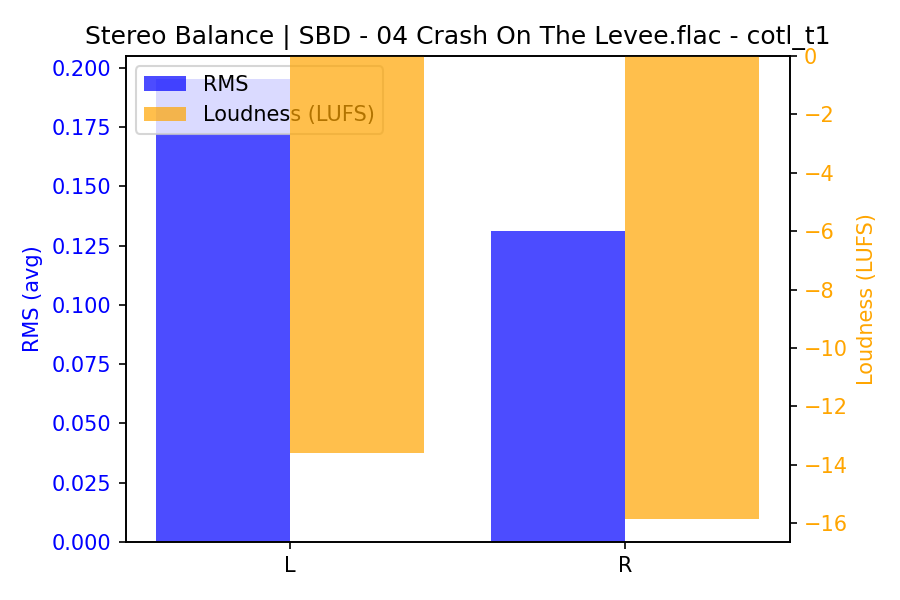 Stereo Balance | SBD - 04 Crash On The Levee.flac - cotl_t1
RMS
Loudness (LUFS)
RMS (avg)
0.200
0.175
0.150
0.125
0.100
0.075
0.050
0.025
0.000
L
R
0
−2
−4
−6
−8
−10
−12
−14
−16
Loudness (LUFS)